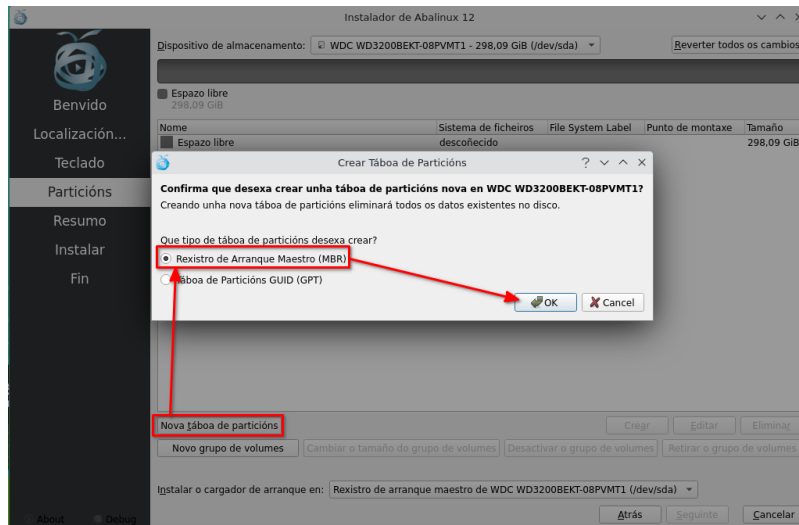 Instalador de Abalinux 12
Dispositivo de almacenamento: WDC WD3200BEKT-08PVMT1 - 298,09 GiB (/dev/sda) Reverter todos os cambios
Espazo libre
298,09 GiB
Nome Sistema de ficheiros File System Label Punto de montaxe Tamaño
Espazo libre descoñecido 298,09 GiB
Benvido
Localización...
Teclado
Particións
Resumo
Instalar
Fin
Crear Táboa de Particións
Confirma que desexa crear unha táboa de particións nova en WDC WD3200BEKT-08PVMT1?
Creando unha nova táboa de particións eliminará todos os datos existentes no disco.
Que tipo de táboa de particións desexa crear?
Rexistro de Arranque Maestro (MBR)
Táboa de Particións GUID (GPT)
OK Cancel
Nova táboa de particións Crear Editar Eliminar
Novo grupo de volumes Cambiar o tamaño do grupo de volumes Desactivar o grupo de volumes Retirar o grupo de volumes
Instalar o cargador de arranque en: Rexistro de arranque maestro de WDC WD3200BEKT-08PVMT1 (/dev/sda)
About Debug Atrás Seguinte Cancelar